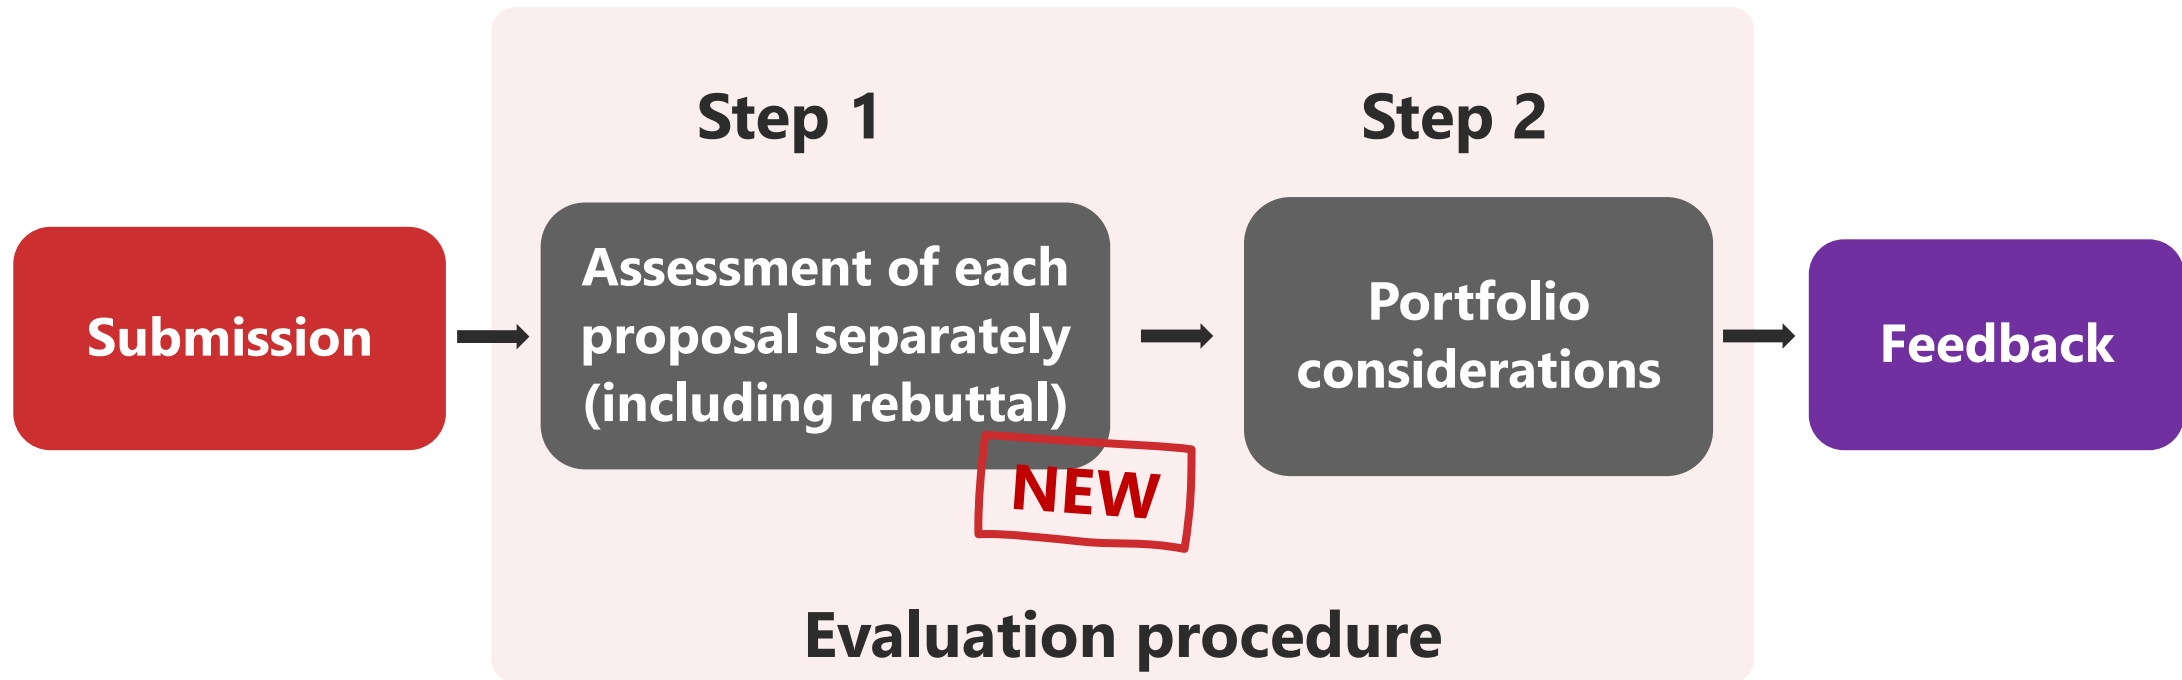 Step 1
Step 2
Submission
Assessment of each
proposal separately
(including rebuttal)
NEW
Portfolio
considerations
Feedback
Evaluation procedure